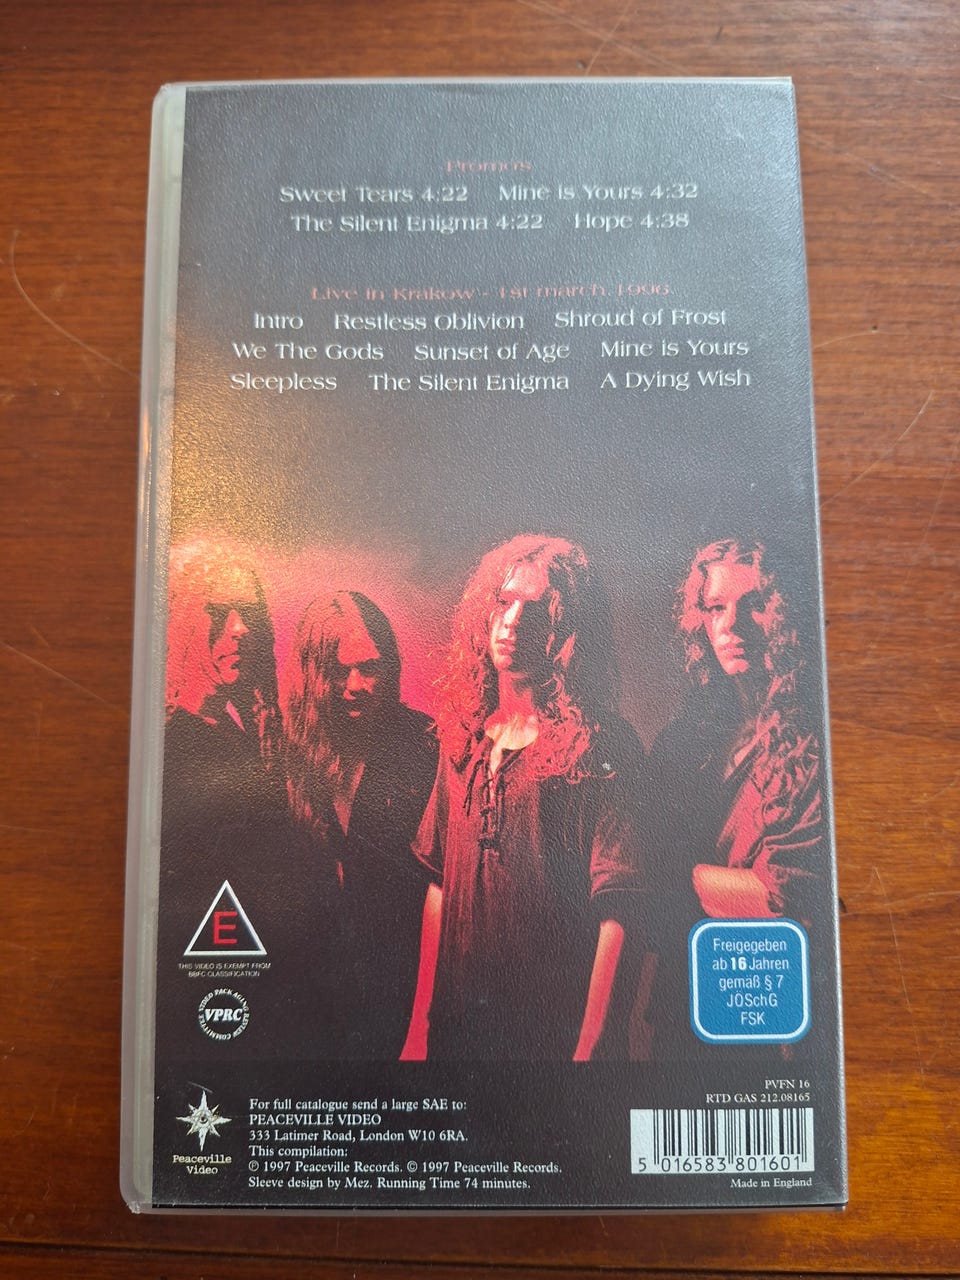 Promos.
Sweet Tears 4:22 Mine is Yours 4:32
The Silent Enigma 4:22 Hope 4:38
Live in Krakow - 1st march, 1996.
Intro Restless Oblivion Shroud of Frost
We The Gods Sunset of Age Mine is Yours
Sleepless The Silent Enigma A Dying Wish
E
THIS VIDEO IS EXEMPT FROM
BBFC CLASSIFICATION
VIDEO PACKAGING REVIEW COMMITTEE
VPRC
Freigegeben
ab 16 Jahren
gemäß § 7
JÖSchG
FSK
Peaceville
Video
For full catalogue send a large SAE to:
PEACEVILLE VIDEO
333 Latimer Road, London W10 6RA.
This compilation:
℗ 1997 Peaceville Records. © 1997 Peaceville Records.
Sleeve design by Mez. Running Time 74 minutes.
PVFN 16
RTD GAS 212.08165
5 016583 801601
Made in England